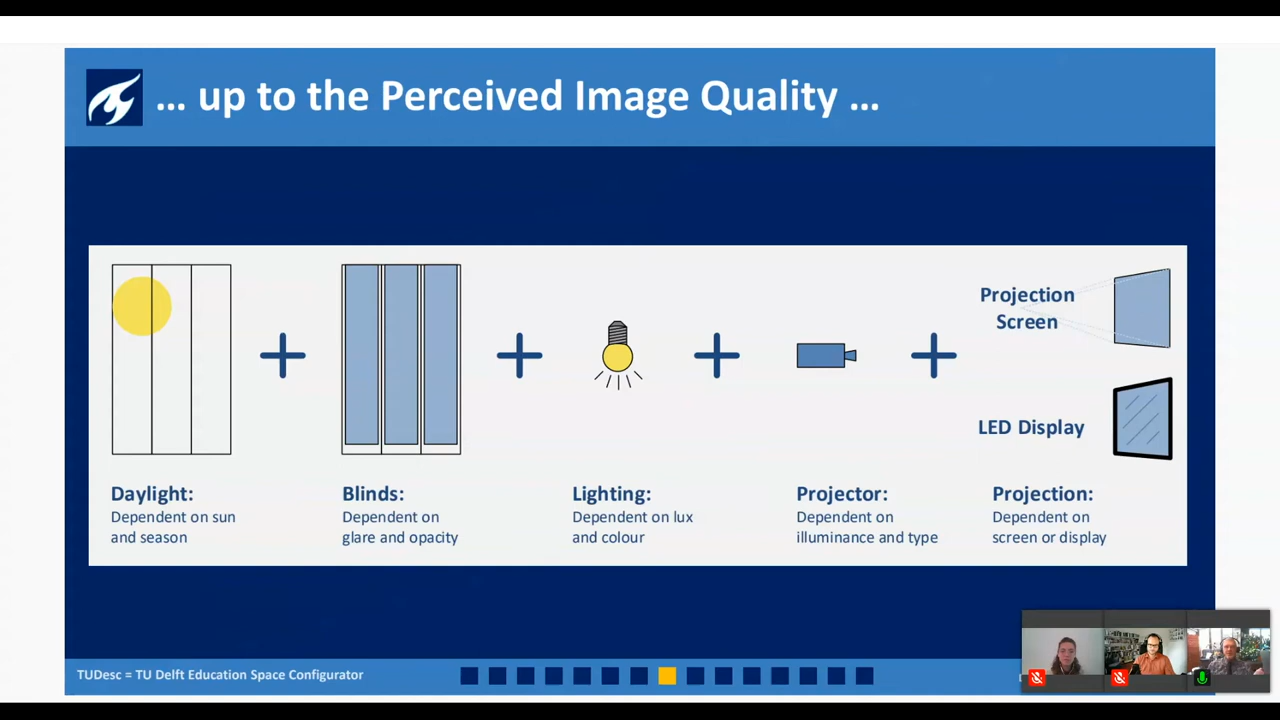 ... up to the Perceived Image Quality ...
Projection
Screen
LED Display
Daylight:
Dependent on sun
and season
Blinds:
Dependent on
glare and opacity
Lighting:
Dependent on lux
and colour
Projector:
Dependent on
illuminance and type
Projection:
Dependent on
screen or display
TUDesc = TU Delft Education Space Configurator